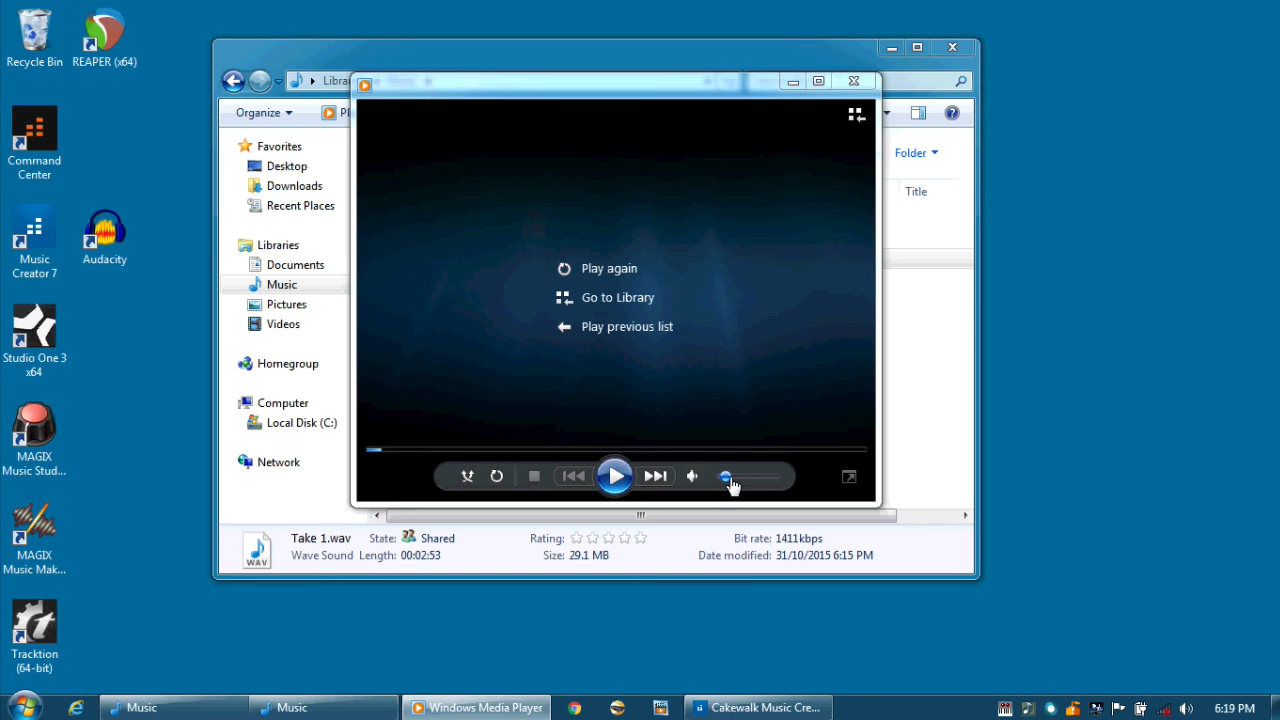 Recycle Bin
REAPER (x64)
Command
Center
Music
Creator 7
Audacity
Studio One 3
x64
MAGIX
Music Stud...
MAGIX
Music Mak...
Tracktion
(64-bit)
Organize
Favorites
Desktop
Downloads
Recent Places
Libraries
Documents
Music
Pictures
Videos
Homegroup
Computer
Local Disk (C:)
Network
Folder
Title
Play again
Go to Library
Play previous list
WAV
Take 1.wav State: Shared Rating: Bit rate: 1411kbps
Wave Sound Length: 00:02:53 Size: 29.1 MB Date modified: 31/10/2015 6:15 PM
Music Music Windows Media Player Cakewalk Music Cre... 6:19 PM